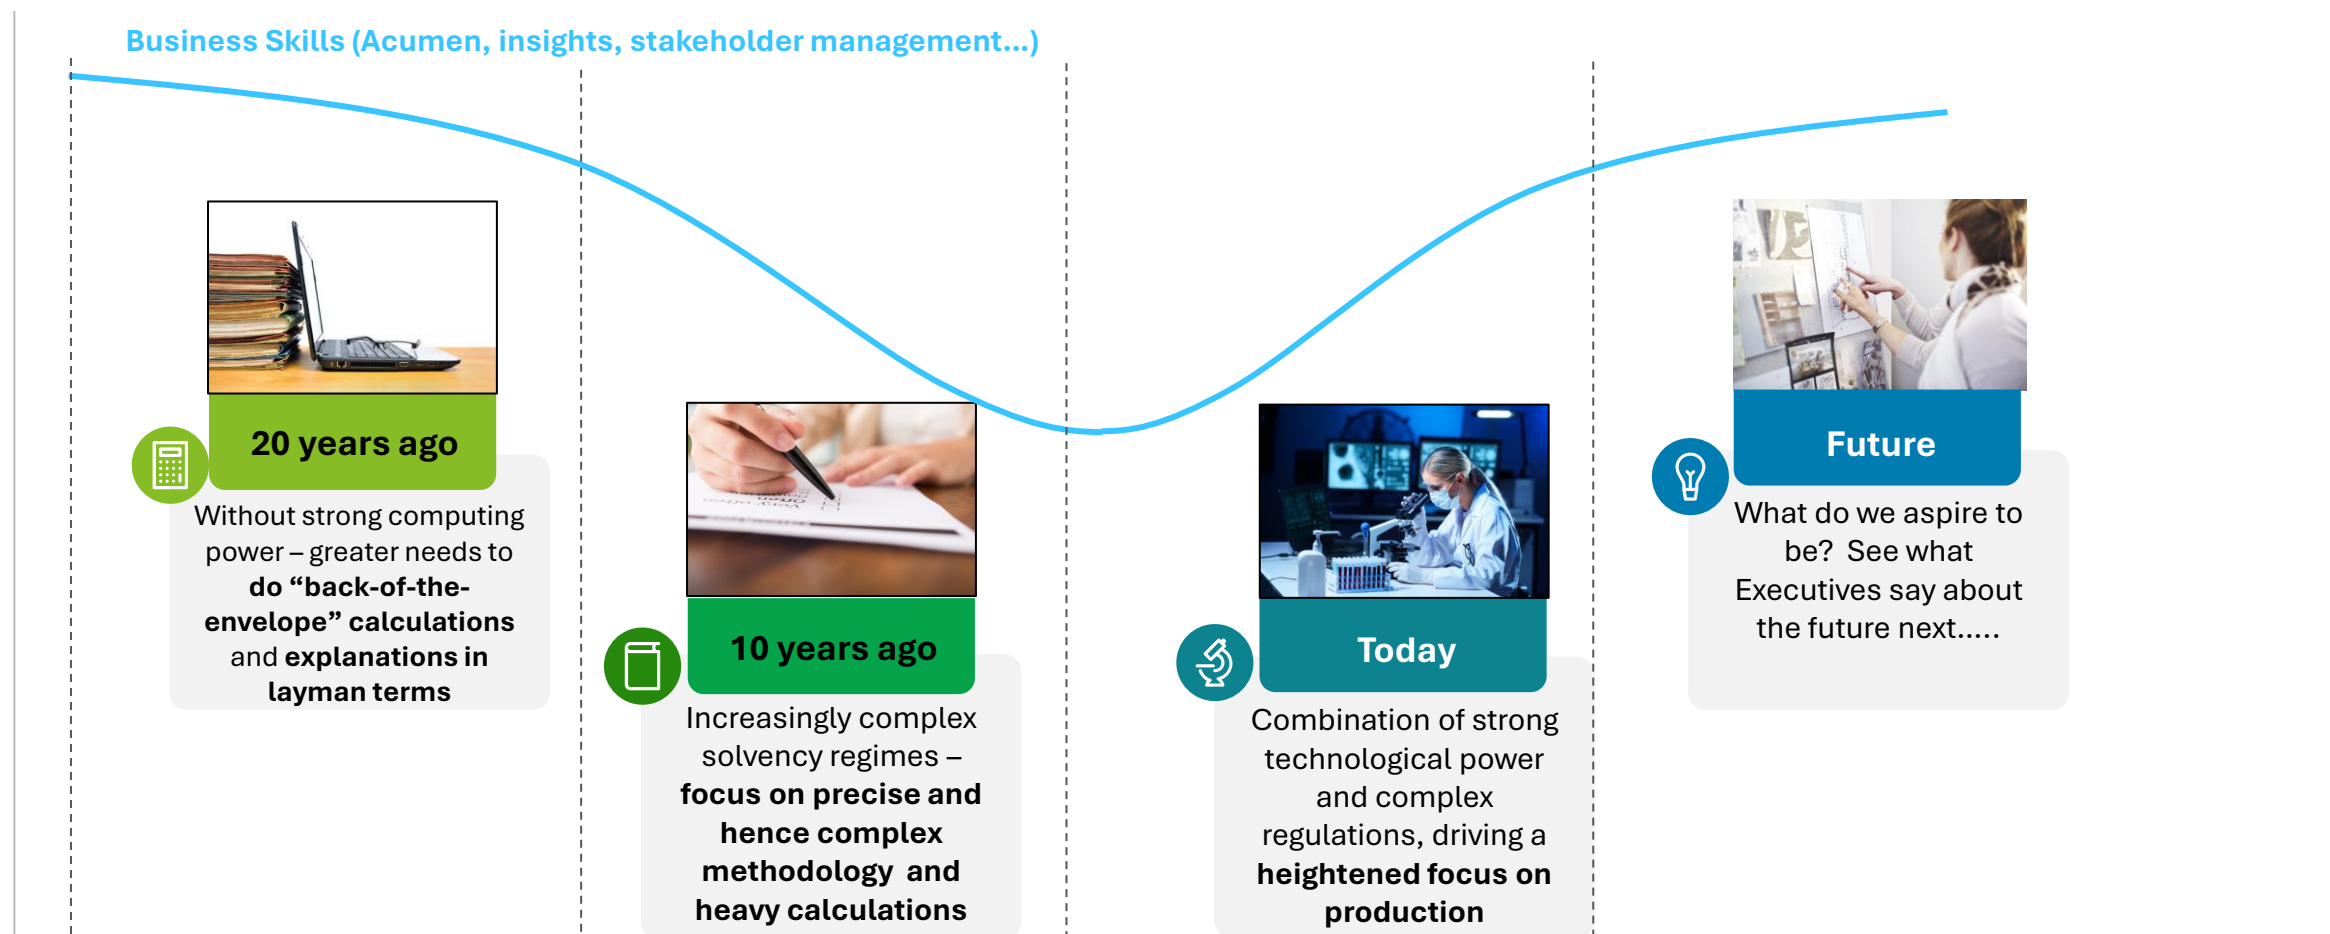 Business Skills (Acumen, insights, stakeholder management...)
20 years ago
Without strong computing
power – greater needs to
do “back-of-the-
envelope” calculations
and explanations in
layman terms
10 years ago
Increasingly complex
solvency regimes –
focus on precise and
hence complex
methodology  and
heavy calculations
Today
Combination of strong
technological power
and complex
regulations, driving a
heightened focus on
production
Future
What do we aspire to
be?  See what
Executives say about
the future next.....